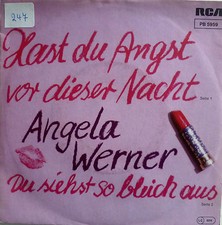 247
RCA
PB 5909
Hast du Angst
vor dieser Nacht
Seite 1
Angela
Werner
Du siehst so bleich aus
Seite 2